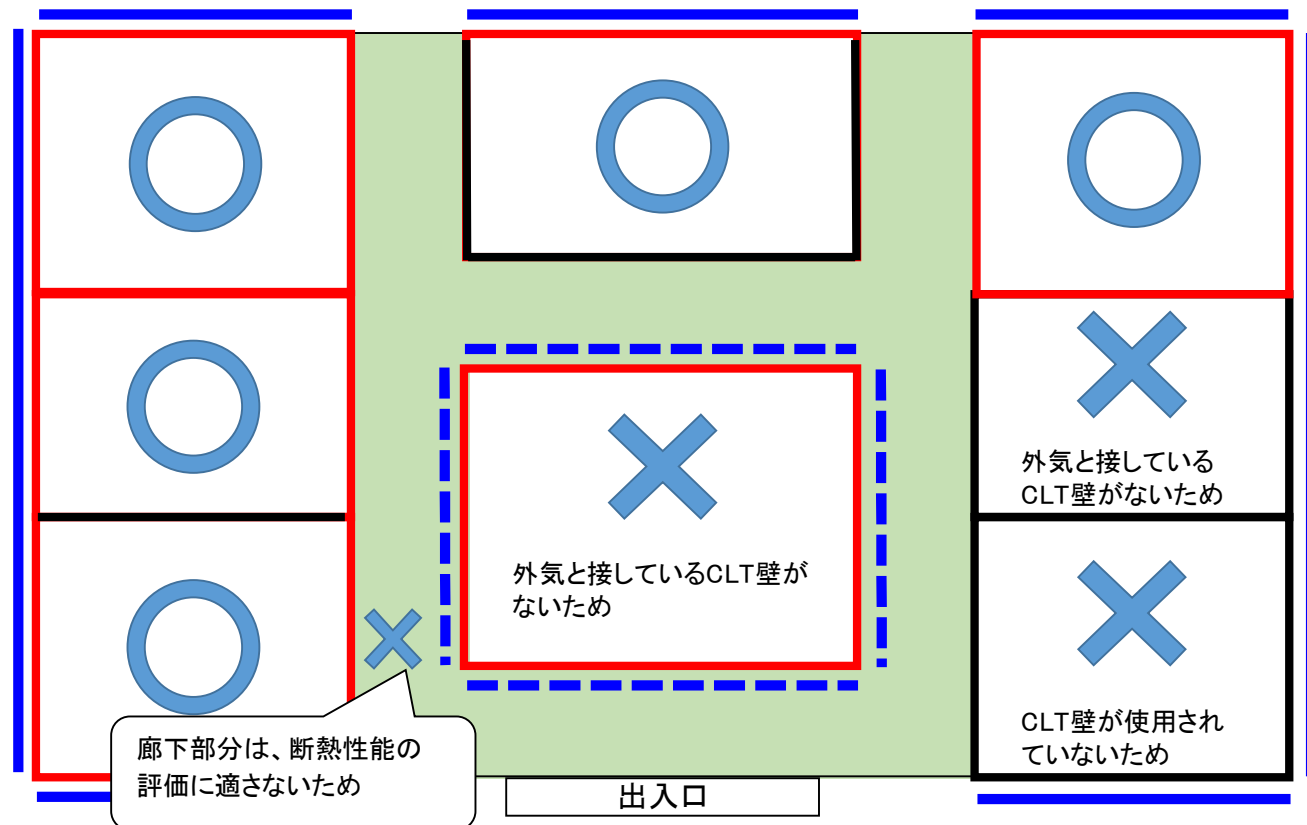 外気と接している
CLT壁がないため
外気と接しているCLT壁が
ないため
CLT壁が使用され
ていないため
廊下部分は、断熱性能の
評価に適さないため
出入口